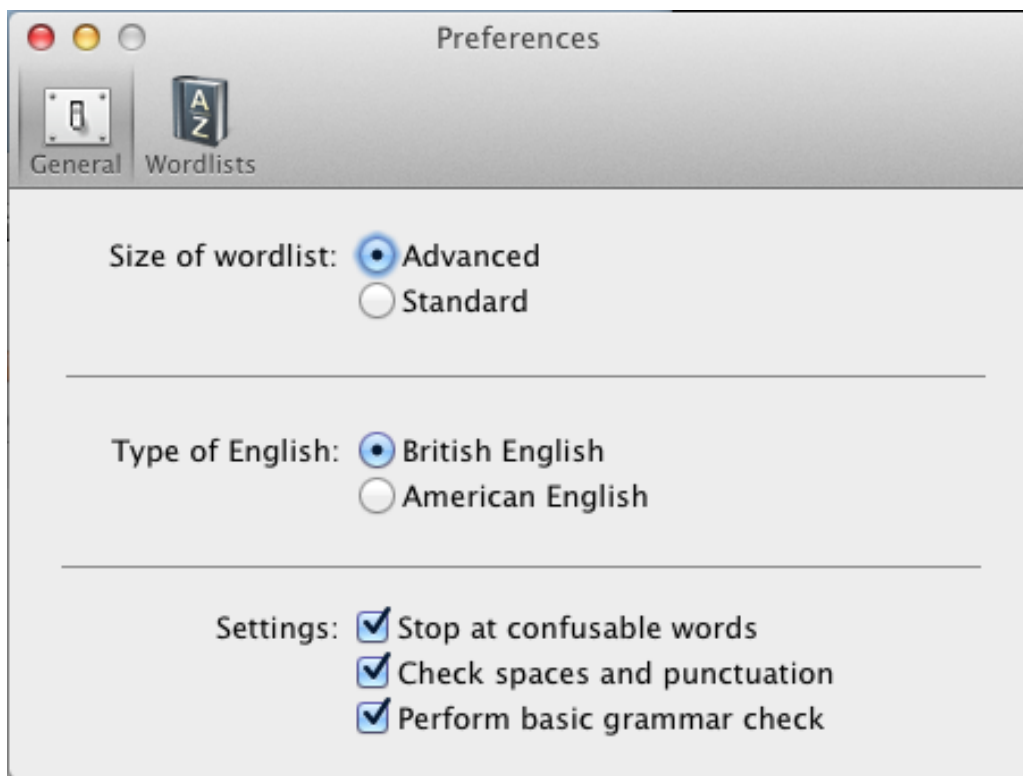 Preferences
General Wordlists
Size of wordlist: Advanced
Standard
Type of English: British English
American English
Settings: Stop at confusable words
Check spaces and punctuation
Perform basic grammar check